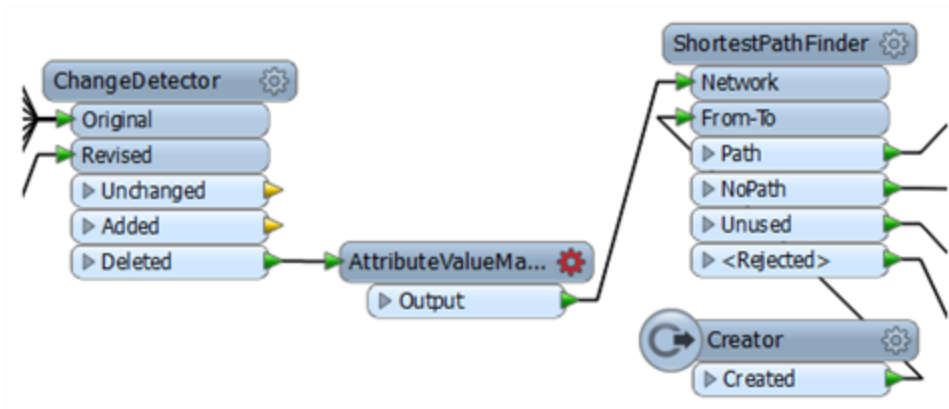 ChangeDetector
Original
Revised
Unchanged
Added
Deleted
AttributeValueMa...
Output
ShortestPathFinder
Network
From-To
Path
NoPath
Unused
<Rejected>
Creator
Created